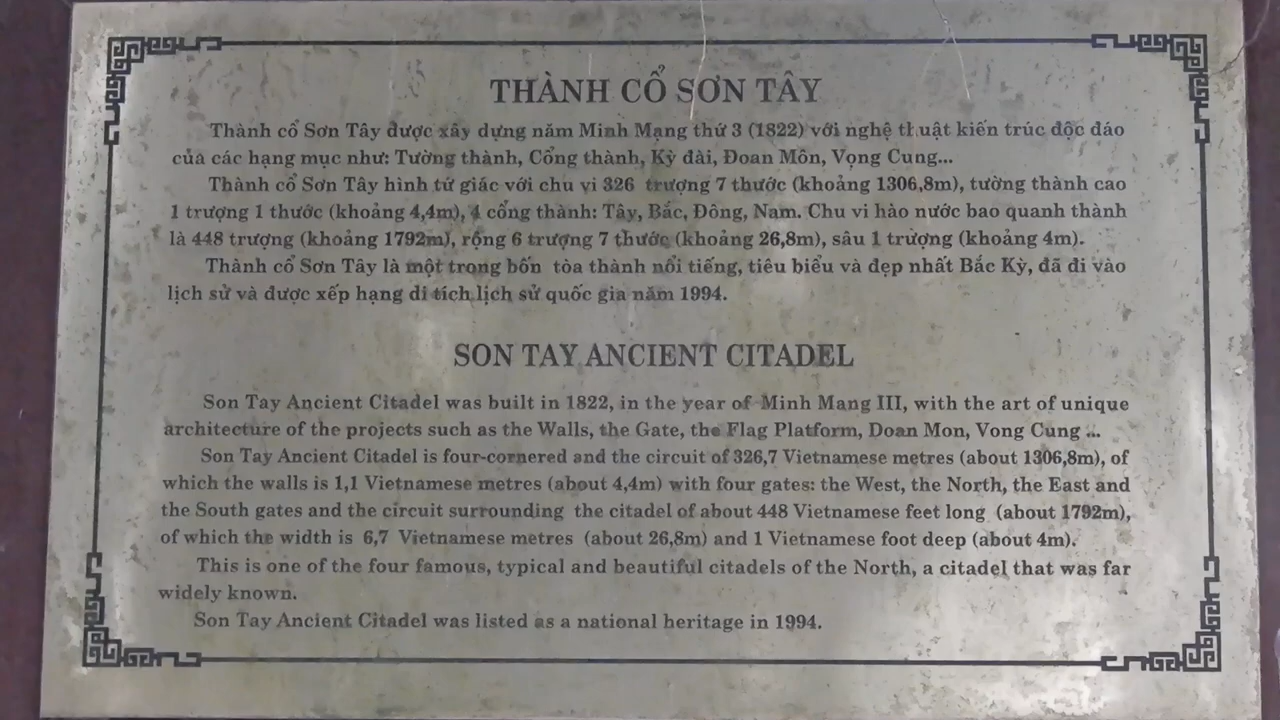 THÀNH CỔ SƠN TÂY
Thành cổ Sơn Tây được xây dựng năm Minh Mạng thứ 3 (1822) với nghệ thuật kiến trúc độc đáo
của các hạng mục như: Tường thành, Cổng thành, Kỳ đài, Đoan Môn, Vọng Cung...
Thành cổ Sơn Tây hình tứ giác với chu vi 326 trượng 7 thước (khoảng 1306,8m), tường thành cao
1 trượng 1 thước (khoảng 4,4m), 4 cổng thành: Tây, Bắc, Đông, Nam. Chu vi hào nước bao quanh thành
là 448 trượng (khoảng 1792m), rộng 6 trượng 7 thước (khoảng 26,8m), sâu 1 trượng (khoảng 4m).
Thành cổ Sơn Tây là một trong bốn tòa thành nổi tiếng, tiêu biểu và đẹp nhất Bắc Kỳ, đã đi vào
lịch sử và được xếp hạng di tích lịch sử quốc gia năm 1994.
SON TAY ANCIENT CITADEL
Son Tay Ancient Citadel was built in 1822, in the year of Minh Mang III, with the art of unique
architecture of the projects such as the Walls, the Gate, the Flag Platform, Doan Mon, Vong Cung ...
Son Tay Ancient Citadel is four-cornered and the circuit of 326,7 Vietnamese metres (about 1306,8m), of
which the walls is 1,1 Vietnamese metres (about 4,4m) with four gates: the West, the North, the East and
the South gates and the circuit surrounding the citadel of about 448 Vietnamese feet long (about 1792m),
of which the width is 6,7 Vietnamese metres (about 26,8m) and 1 Vietnamese foot deep (about 4m).
This is one of the four famous, typical and beautiful citadels of the North, a citadel that was far
widely known.
Son Tay Ancient Citadel was listed as a national heritage in 1994.